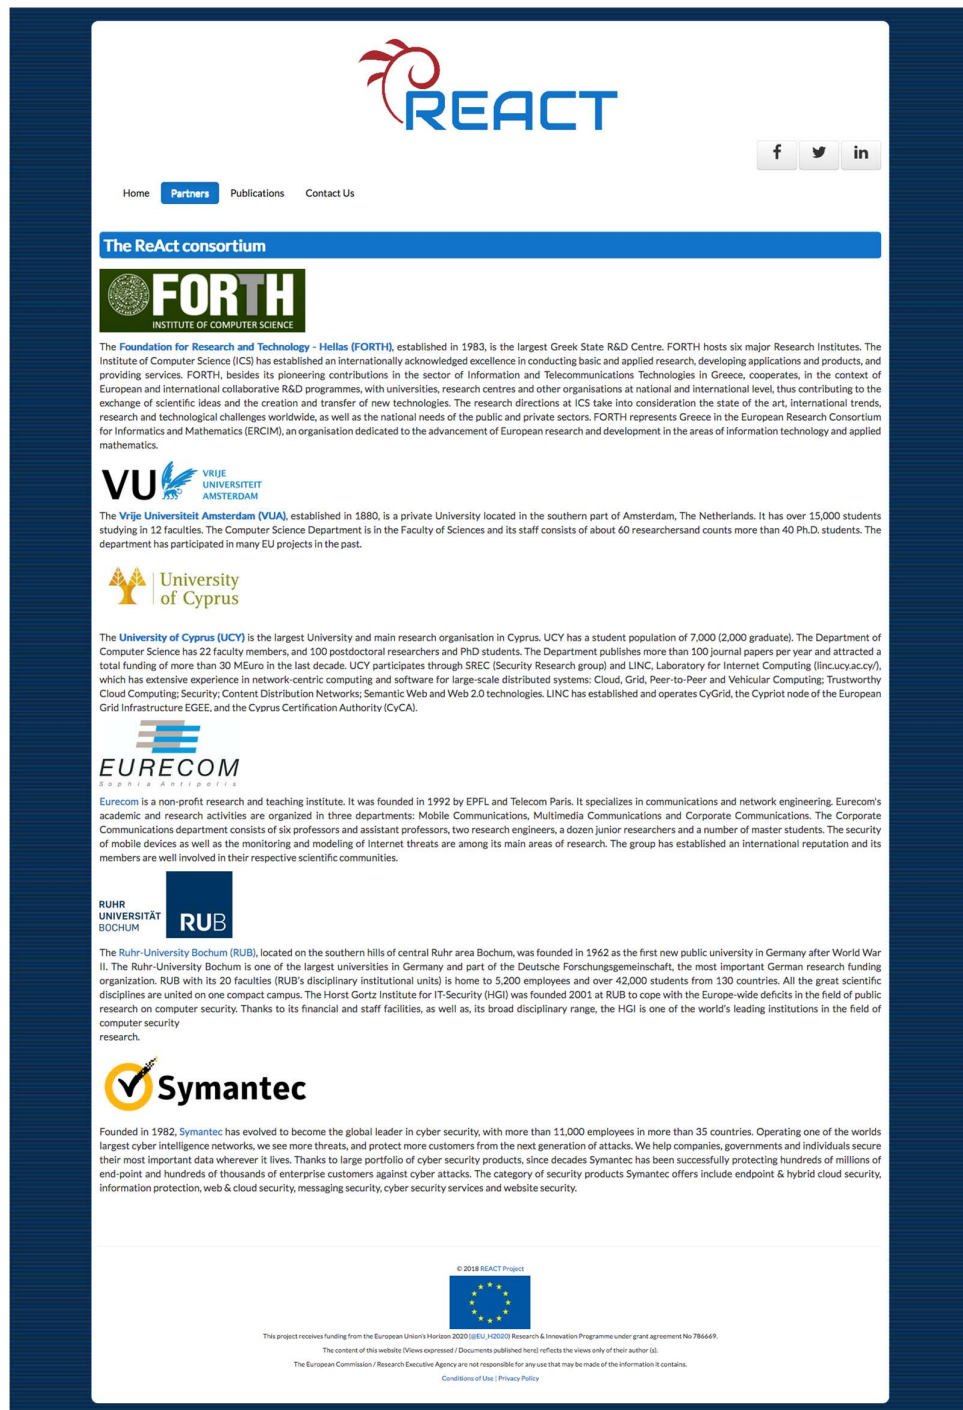 REACT
Home Partners Publications Contact Us
The ReAct consortium
FORTH
INSTITUTE OF COMPUTER SCIENCE
The Foundation for Research and Technology - Hellas (FORTH), established in 1983, is the largest Greek State R&D Centre. FORTH hosts six major Research Institutes. The
Institute of Computer Science (ICS) has established an internationally acknowledged excellence in conducting basic and applied research, developing applications and products, and
providing services. FORTH, besides its pioneering contributions in the sector of Information and Telecommunications Technologies in Greece, cooperates, in the context of
European and international collaborative R&D programmes, with universities, research centres and other organisations at national and international level, thus contributing to the
exchange of scientific ideas and the creation and transfer of new technologies. The research directions at ICS take into consideration the state of the art, international trends,
research and technological challenges worldwide, as well as the national needs of the public and private sectors. FORTH represents Greece in the European Research Consortium
for Informatics and Mathematics (ERCIM), an organisation dedicated to the advancement of European research and development in the areas of information technology and applied
mathematics.
VU VRIJE
UNIVERSITEIT
AMSTERDAM
The Vrije Universiteit Amsterdam (VUA), established in 1880, is a private University located in the southern part of Amsterdam, The Netherlands. It has over 15,000 students
studying in 12 faculties. The Computer Science Department is in the Faculty of Sciences and its staff consists of about 60 researchersand counts more than 40 Ph.D. students. The
department has participated in many EU projects in the past.
University
of Cyprus
The University of Cyprus (UCY) is the largest University and main research organisation in Cyprus. UCY has a student population of 7,000 (2,000 graduate). The Department of
Computer Science has 22 faculty members, and 100 postdoctoral researchers and PhD students. The Department publishes more than 100 journal papers per year and attracted a
total funding of more than 30 MEuro in the last decade. UCY participates through SREC (Security Research group) and LINC, Laboratory for Internet Computing (linc.ucy.ac.cy/),
which has extensive experience in network-centric computing and software for large-scale distributed systems: Cloud, Grid, Peer-to-Peer and Vehicular Computing; Trustworthy
Cloud Computing; Security; Content Distribution Networks; Semantic Web and Web 2.0 technologies. LINC has established and operates CyGrid, the Cypriot node of the European
Grid Infrastructure EGEE, and the Cyprus Certification Authority (CyCA).
EURECOM
Sophia Antipolis
Eurecom is a non-profit research and teaching institute. It was founded in 1992 by EPFL and Telecom Paris. It specializes in communications and network engineering. Eurecom's
academic and research activities are organized in three departments: Mobile Communications, Multimedia Communications and Corporate Communications. The Corporate
Communications department consists of six professors and assistant professors, two research engineers, a dozen junior researchers and a number of master students. The security
of mobile devices as well as the monitoring and modeling of Internet threats are among its main areas of research. The group has established an international reputation and its
members are well involved in their respective scientific communities.
RUHR
UNIVERSITÄT
BOCHUM RUB
The Ruhr-University Bochum (RUB), located on the southern hills of central Ruhr area Bochum, was founded in 1962 as the first new public university in Germany after World War
II. The Ruhr-University Bochum is one of the largest universities in Germany and part of the Deutsche Forschungsgemeinschaft, the most important German research funding
organization. RUB with its 20 faculties (RUB's disciplinary institutional units) is home to 5,200 employees and over 42,000 students from 130 countries. All the great scientific
disciplines are united on one compact campus. The Horst Gortz Institute for IT-Security (HGI) was founded 2001 at RUB to cope with the Europe-wide deficits in the field of public
research on computer security. Thanks to its financial and staff facilities, as well as, its broad disciplinary range, the HGI is one of the world's leading institutions in the field of
computer security
research.
Symantec
Founded in 1982, Symantec has evolved to become the global leader in cyber security, with more than 11,000 employees in more than 35 countries. Operating one of the worlds
largest cyber intelligence networks, we see more threats, and protect more customers from the next generation of attacks. We help companies, governments and individuals secure
their most important data wherever it lives. Thanks to large portfolio of cyber security products, since decades Symantec has been successfully protecting hundreds of millions of
end-point and hundreds of thousands of enterprise customers against cyber attacks. The category of security products Symantec offers include endpoint & hybrid cloud security,
information protection, web & cloud security, messaging security, cyber security services and website security.
© 2018 REACT Project
This project receives funding from the European Union's Horizon 2020 (@EU_H2020) Research & Innovation Programme under grant agreement No 786669.
The content of this website (Views expressed / Documents published here) reflects the views only of their author (s).
The European Commission / Research Executive Agency are not responsible for any use that may be made of the information it contains.
Conditions of Use | Privacy Policy